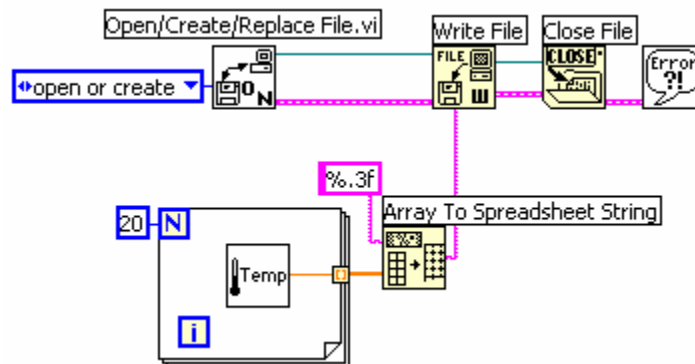 Open/Create/Replace File.vi
Write File
Close File
FILE
W
CLOSE
Error
?!
open or create
O
N
%.3f
Array To Spreadsheet String
20
N
Temp
i